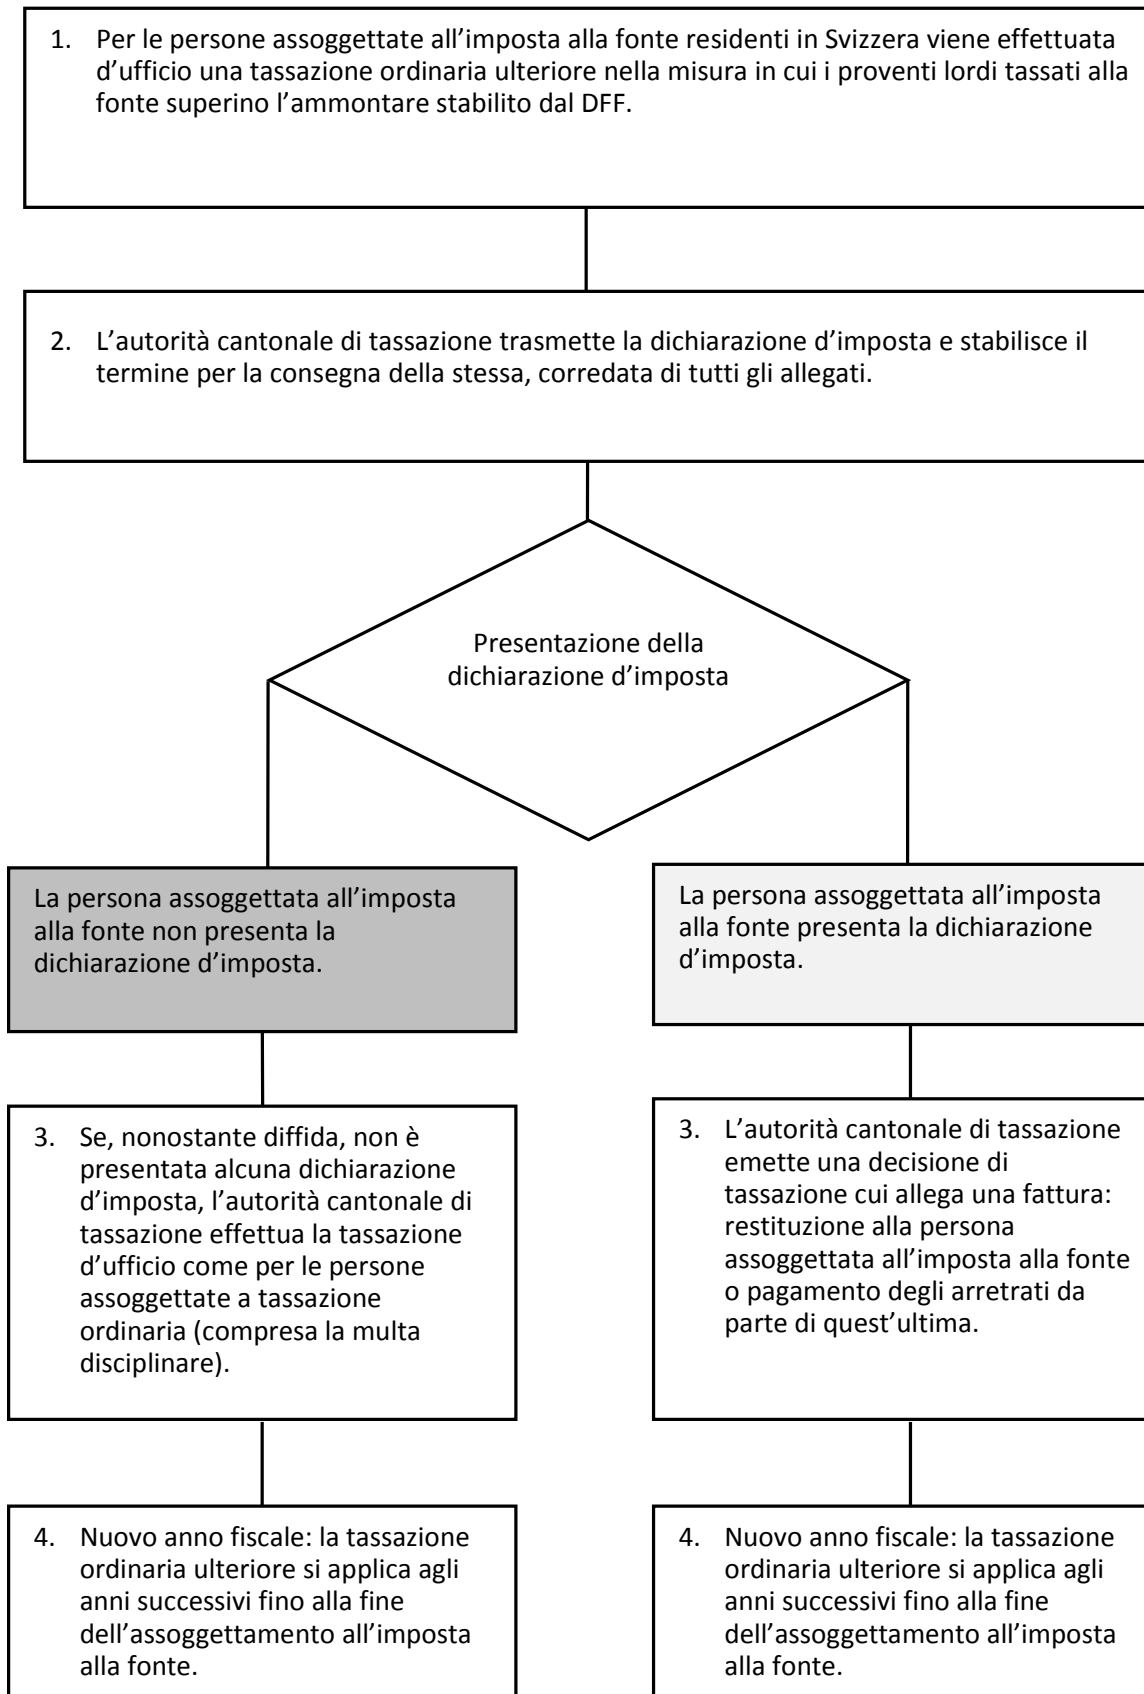 1. Per le persone assoggettate all’imposta alla fonte residenti in Svizzera viene effettuata
d’ufficio una tassazione ordinaria ulteriore nella misura in cui i proventi lordi tassati alla
fonte superino l’ammontare stabilito dal DFF.
2. L’autorità cantonale di tassazione trasmette la dichiarazione d’imposta e stabilisce il
termine per la consegna della stessa, corredata di tutti gli allegati.
Presentazione della
dichiarazione d’imposta
La persona assoggettata all’imposta
alla fonte non presenta la
dichiarazione d’imposta.
3. Se, nonostante diffida, non è
presentata alcuna dichiarazione
d’imposta, l’autorità cantonale di
tassazione effettua la tassazione
d’ufficio come per le persone
assoggettate a tassazione
ordinaria (compresa la multa
disciplinare).
4. Nuovo anno fiscale: la tassazione
ordinaria ulteriore si applica agli
anni successivi fino alla fine
dell’assoggettamento all’imposta
alla fonte.
La persona assoggettata all’imposta
alla fonte presenta la dichiarazione
d’imposta.
3. L’autorità cantonale di tassazione
emette una decisione di
tassazione cui allega una fattura:
restituzione alla persona
assoggettata all’imposta alla fonte
o pagamento degli arretrati da
parte di quest’ultima.
4. Nuovo anno fiscale: la tassazione
ordinaria ulteriore si applica agli
anni successivi fino alla fine
dell’assoggettamento all’imposta
alla fonte.